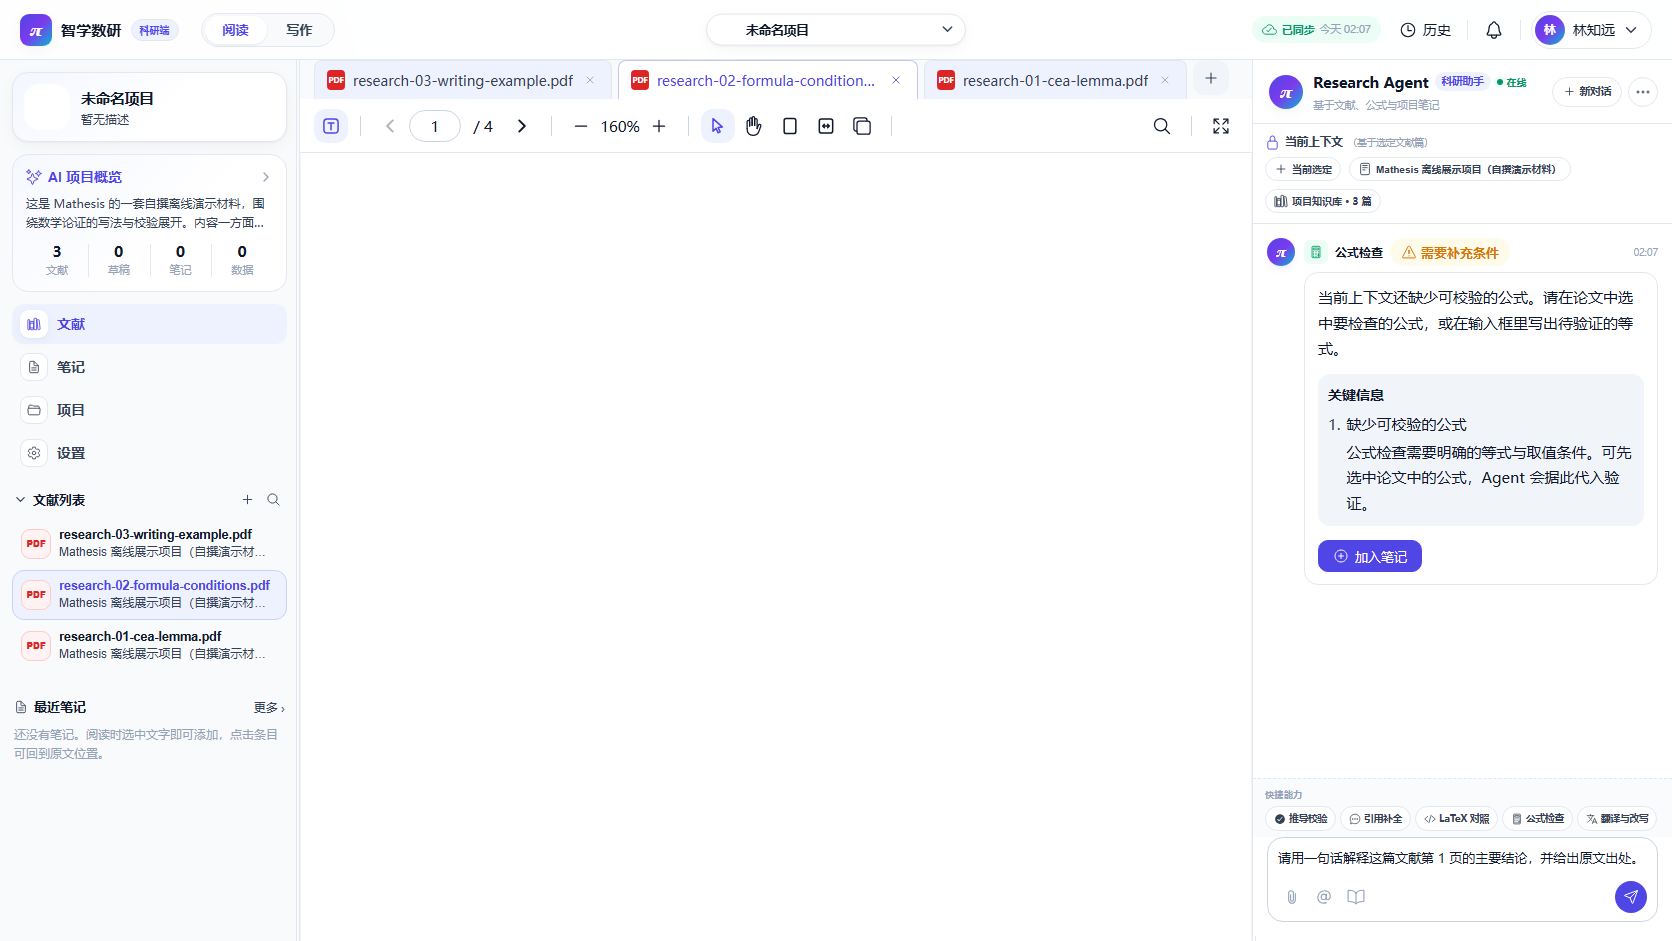 智学数研 科研端 阅读 写作
未命名项目
已同步 今天 02:07 历史 林 林知远
未命名项目
暂无描述
AI 项目概览
这是 Mathesis 的一套自撰离线演示材料，围
绕数学论证的写法与校验展开。内容一方面...
3 0 0 0
文献 草稿 笔记 数据
文献
笔记
项目
设置
文献列表
PDF research-03-writing-example.pdf
Mathesis 离线展示项目（自撰演示材...
PDF research-02-formula-conditions.pdf
Mathesis 离线展示项目（自撰演示材...
PDF research-01-cea-lemma.pdf
Mathesis 离线展示项目（自撰演示材...
最近笔记 更多 ›
还没有笔记。阅读时选中文字即可添加，点击条目
可回到原文位置。
PDF research-03-writing-example.pdf × PDF research-02-formula-condition... × PDF research-01-cea-lemma.pdf × +
T 1 / 4 160%
π Research Agent 科研助手 在线
基于文献、公式与项目笔记
+ 新对话
当前上下文 （基于选定文献篇）
+ 当前选定 Mathesis 离线展示项目（自撰演示材料）
项目知识库 • 3 篇
π 公式检查 需要补充条件 02:07
当前上下文还缺少可校验的公式。请在论文中选
中要检查的公式，或在输入框里写出待验证的等
式。
关键信息
1. 缺少可校验的公式
公式检查需要明确的等式与取值条件。可先
选中论文中的公式，Agent 会据此代入验
证。
加入笔记
快捷能力
推导校验 引用补全 LaTeX 对照 公式检查 翻译与改写
请用一句话解释这篇文献第 1 页的主要结论，并给出原文出处。